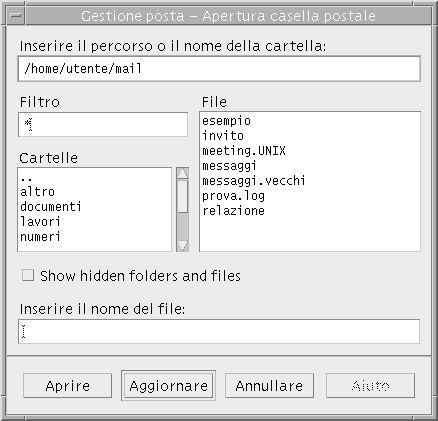 Gestione posta – Apertura casella postale
Inserire il percorso o il nome della cartella:
/home/utente/mail
Filtro
*
File
esempio
invito
meeting.UNIX
messaggi
messaggi.vecchi
prova.log
relazione
Cartelle
..
altro
documenti
lavori
numeri
Show hidden folders and files
Inserire il nome del file:
Aprire Aggiornare Annullare Aiuto